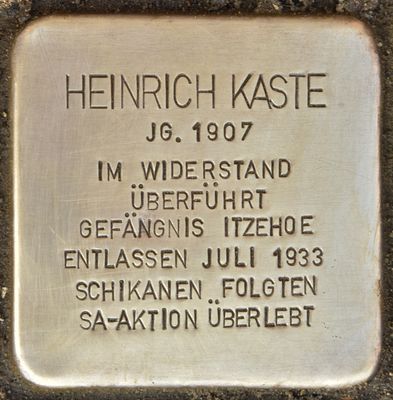 HEINRICH KASTE
JG. 1907
IM WIDERSTAND
ÜBERFÜHRT
GEFÄNGNIS ITZEHOE
ENTLASSEN JULI 1933
SCHIKANEN FOLGTEN
SA-AKTION ÜBERLEBT